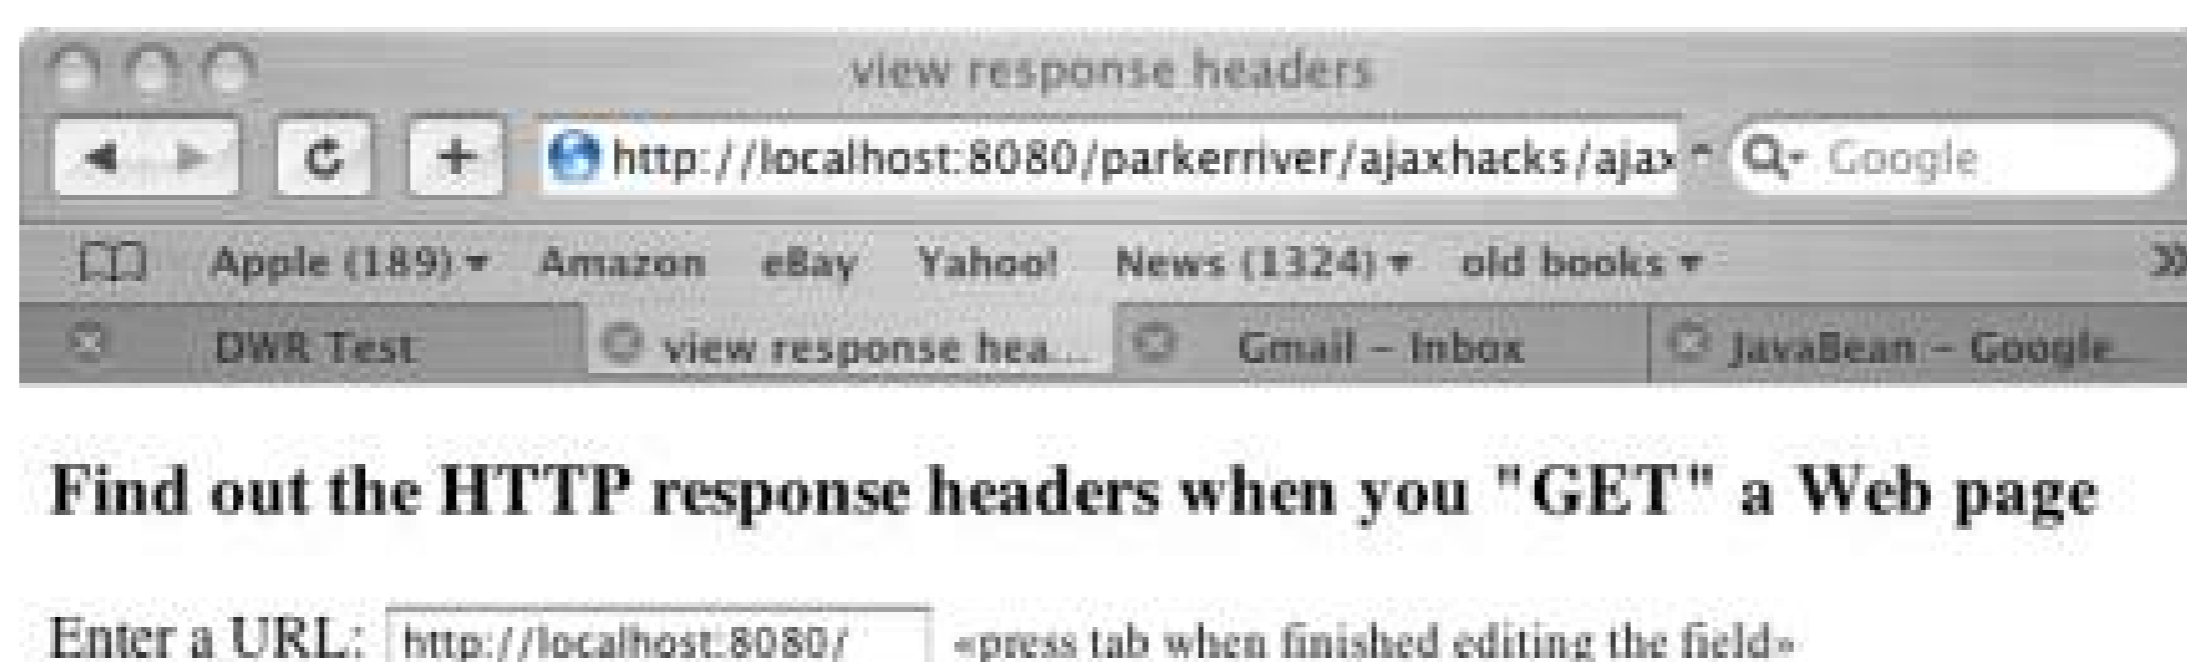 view response headers
http://localhost:8080/parkerriver/ajaxhacks/ajax
Google
Apple (189) Amazon eBay Yahoo! News (1324) old books »
DWR Test view response hea... Gmail – Inbox JavaBean – Google...
Find out the HTTP response headers when you "GET" a Web page
Enter a URL: http://localhost:8080/ «press tab when finished editing the field»